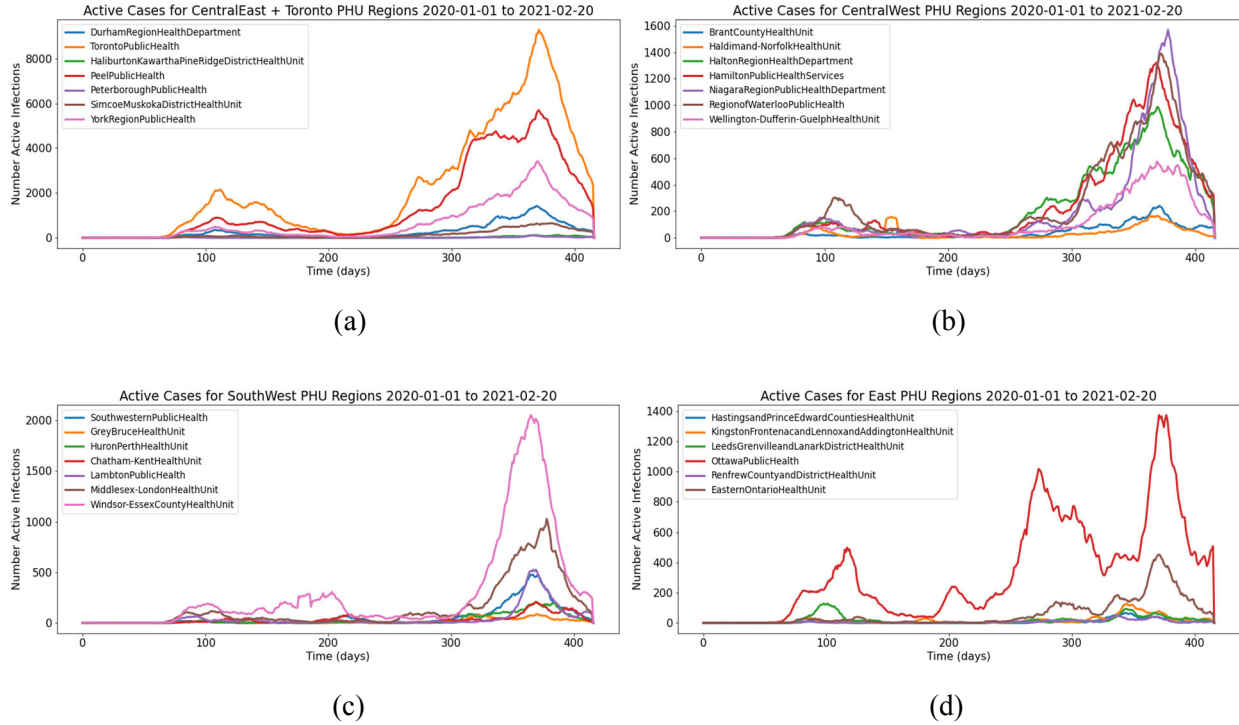 Active Cases for CentralEast + Toronto PHU Regions 2020-01-01 to 2021-02-20
DurhamRegionHealthDepartment
TorontoPublicHealth
HaliburtonKawarthaPineRidgeDistrictHealthUnit
PeelPublicHealth
PeterboroughPublicHealth
SimcoeMuskokaDistrictHealthUnit
YorkRegionPublicHealth
Number Active Infections
8000
6000
4000
2000
0
0 100 200 300 400
Time (days)
(a)
Active Cases for CentralWest PHU Regions 2020-01-01 to 2021-02-20
BrantCountyHealthUnit
Haldimand-NorfolkHealthUnit
HaltonRegionHealthDepartment
HamiltonPublicHealthServices
NiagaraRegionPublicHealthDepartment
RegionofWaterlooPublicHealth
Wellington-Dufferin-GuelphHealthUnit
Number Active Infections
1600
1400
1200
1000
800
600
400
200
0
0 100 200 300 400
Time (days)
(b)
Active Cases for SouthWest PHU Regions 2020-01-01 to 2021-02-20
SouthwesternPublicHealth
GreyBruceHealthUnit
HuronPerthHealthUnit
Chatham-KentHealthUnit
LambtonPublicHealth
Middlesex-LondonHealthUnit
Windsor-EssexCountyHealthUnit
Number Active Infections
2000
1500
1000
500
0
0 100 200 300 400
Time (days)
(c)
Active Cases for East PHU Regions 2020-01-01 to 2021-02-20
HastingsandPrinceEdwardCountiesHealthUnit
KingstonFrontenacandLennoxandAddingtonHealthUnit
LeedsGrenvilleandLanarkDistrictHealthUnit
OttawaPublicHealth
RenfrewCountyandDistrictHealthUnit
EasternOntarioHealthUnit
Number Active Infections
1400
1200
1000
800
600
400
200
0
0 100 200 300 400
Time (days)
(d)